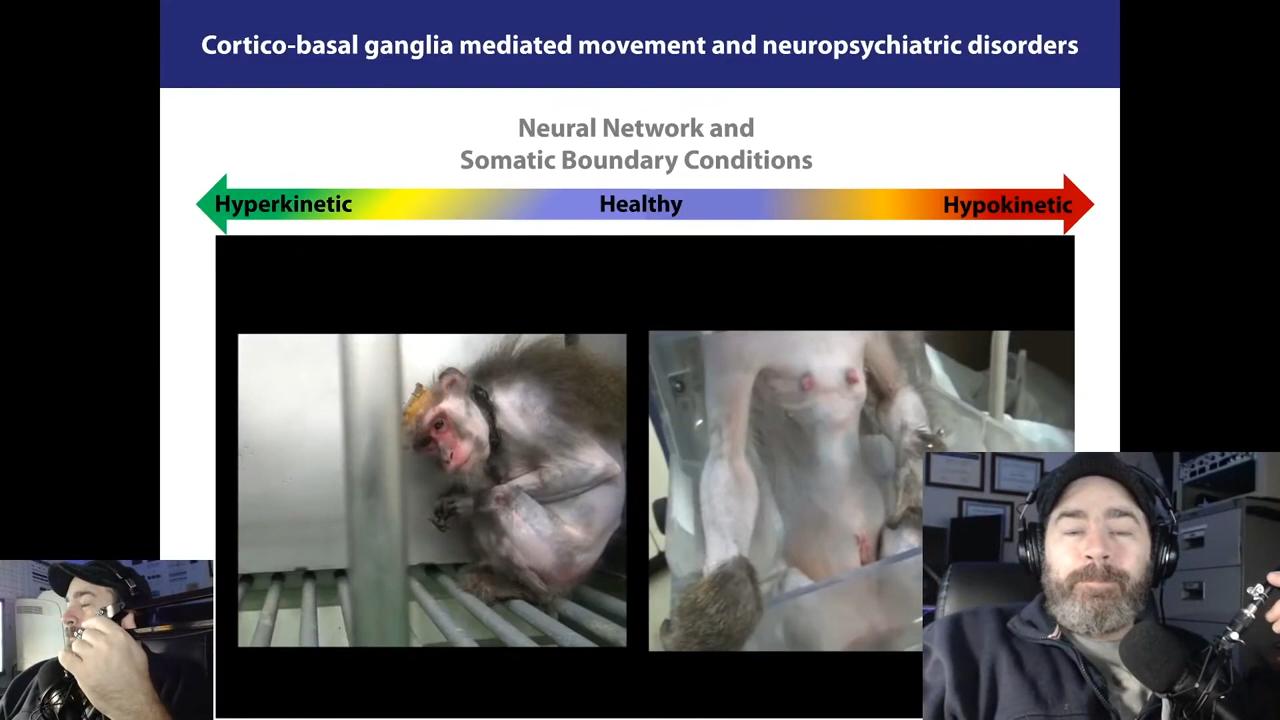 Cortico-basal ganglia mediated movement and neuropsychiatric disorders
Neural Network and
Somatic Boundary Conditions
Hyperkinetic Healthy Hypokinetic